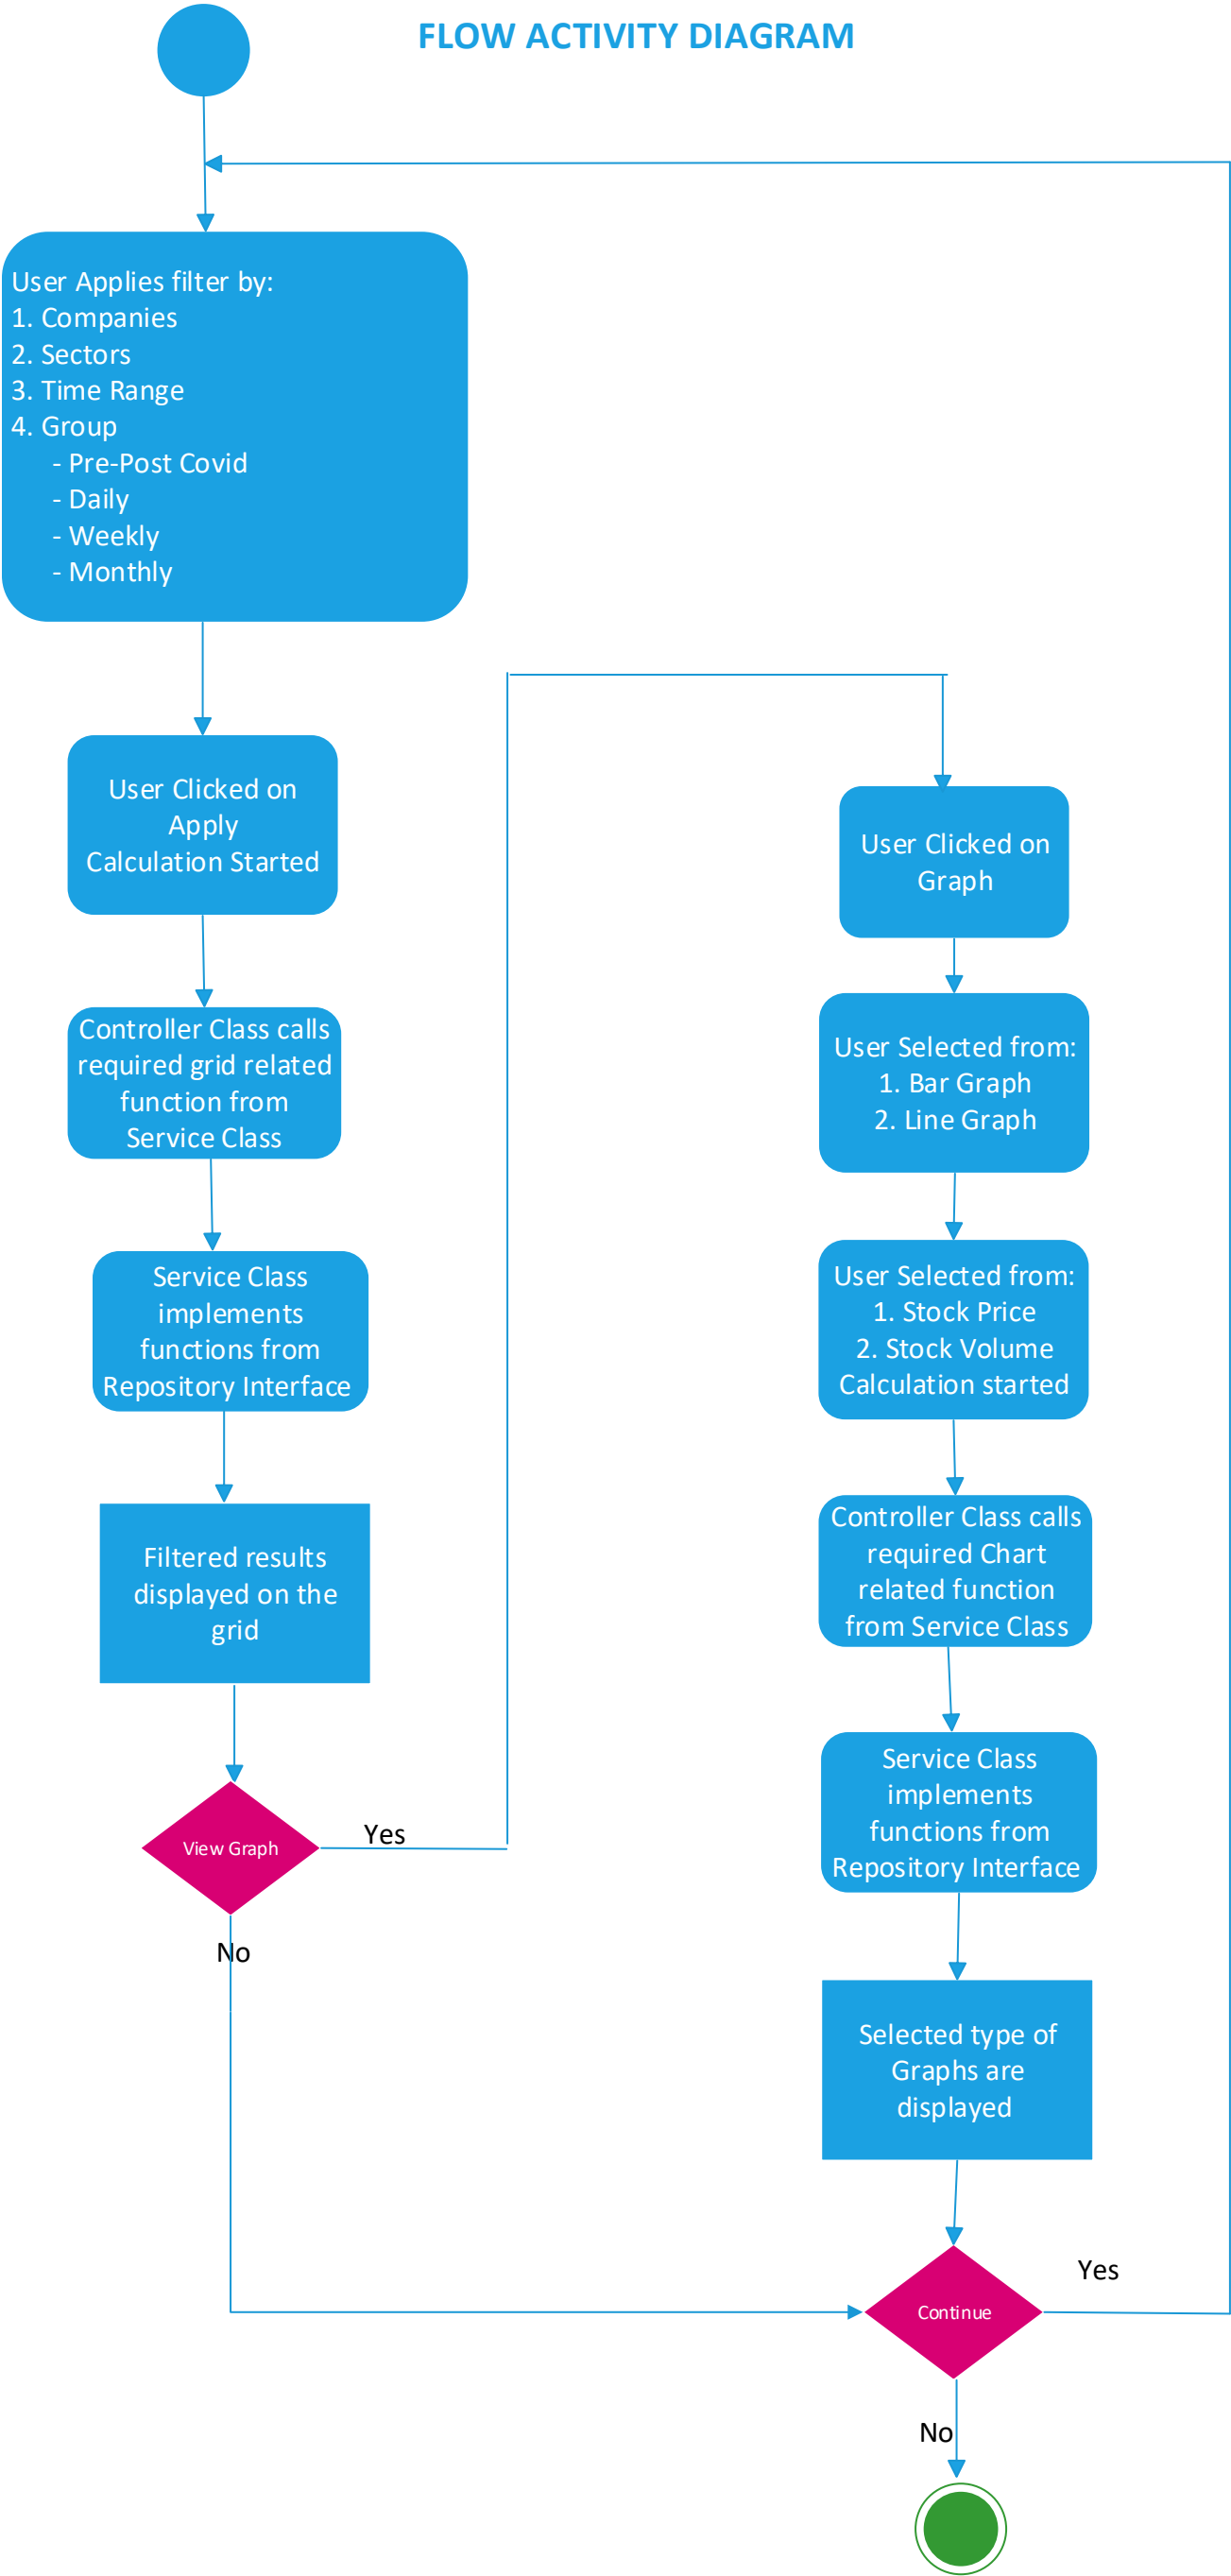 FLOW ACTIVITY DIAGRAM
User Applies filter by:
1. Companies
2. Sectors
3. Time Range
4. Group
- Pre-Post Covid
- Daily
- Weekly
- Monthly
User Clicked on
Apply
Calculation Started
Controller Class calls
required grid related
function from
Service Class
Service Class
implements
functions from
Repository Interface
Filtered results
displayed on the
grid
View Graph
Yes
No
User Clicked on
Graph
User Selected from:
1. Bar Graph
2. Line Graph
User Selected from:
1. Stock Price
2. Stock Volume
Calculation started
Controller Class calls
required Chart
related function
from Service Class
Service Class
implements
functions from
Repository Interface
Selected type of
Graphs are
displayed
Continue
Yes
No